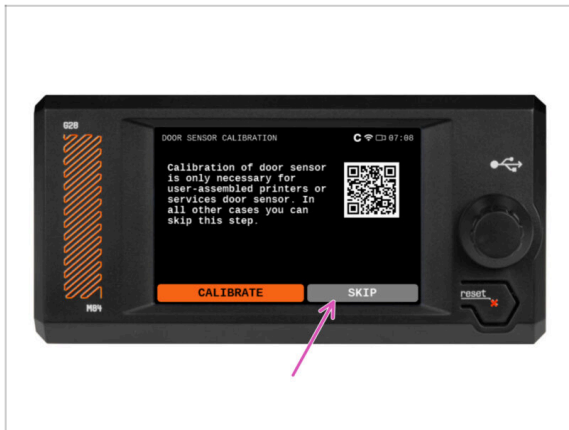 G28
DOOR SENSOR CALIBRATION
C 07:08
Calibration of door sensor
is only necessary for
user-assembled printers or
services door sensor. In
all other cases you can
skip this step.
CALIBRATE
SKIP
reset
M84